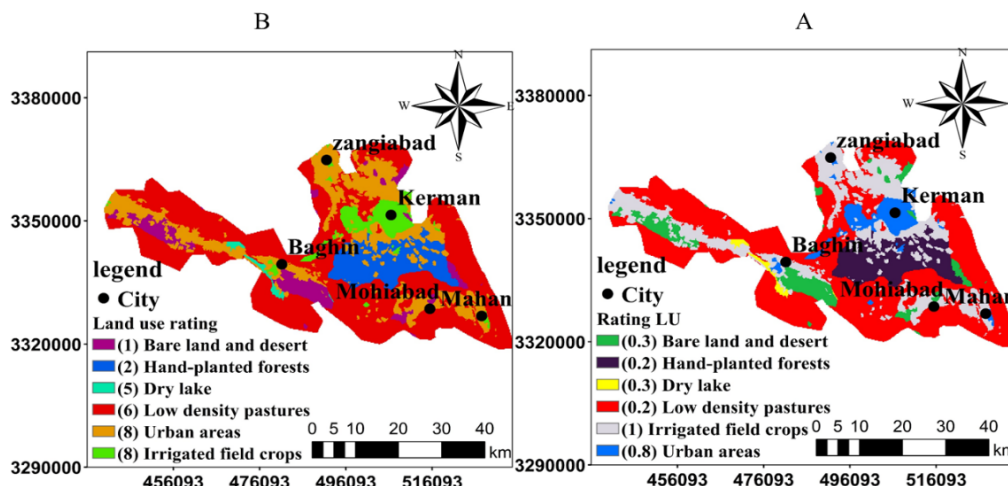 B
A
3380000
3350000
3320000
3290000
456093
476093
496093
516093
N
W
E
S
zangiabad
Kerman
Baghin
Mohiabad
Mahan
legend
City
Land use rating
(1) Bare land and desert
(2) Hand-planted forests
(5) Dry lake
(6) Low density pastures
(8) Urban areas
(8) Irrigated field crops
0 5 10 20 30 40
km
3380000
3350000
3320000
3290000
456093
476093
496093
516093
N
W
E
S
zangiabad
Kerman
Baghin
Mohiabad
Mahan
legend
City
Rating LU
(0.3) Bare land and desert
(0.2) Hand-planted forests
(0.3) Dry lake
(0.2) Low density pastures
(1) Irrigated field crops
(0.8) Urban areas
0 5 10 20 30 40
km